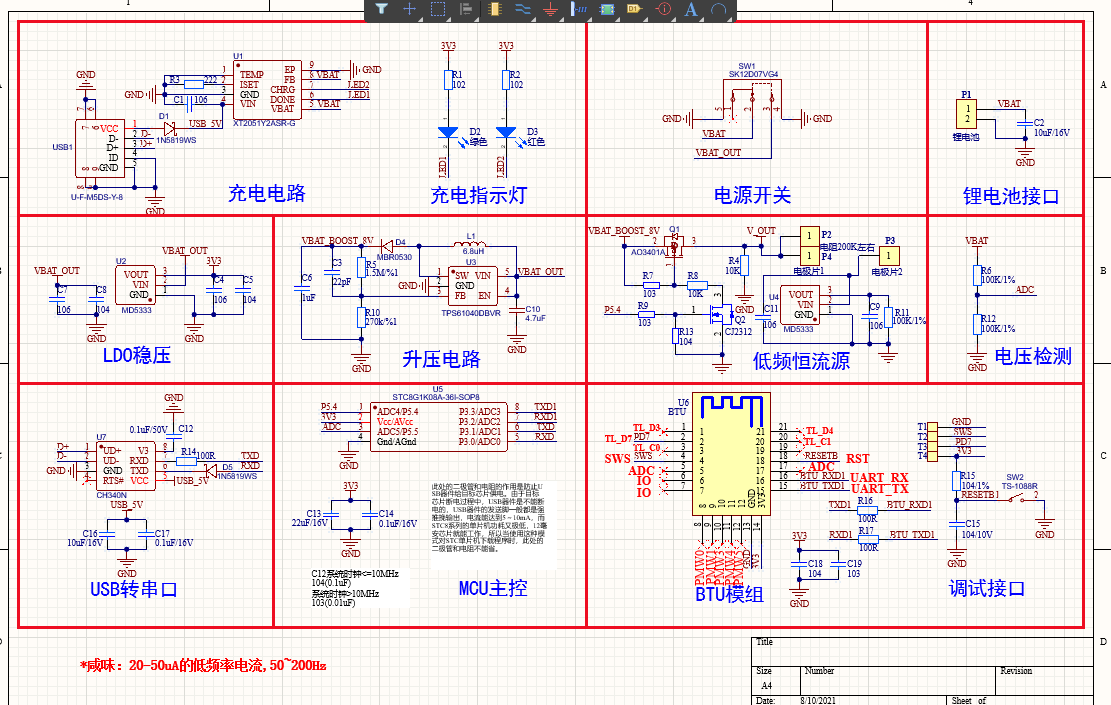 1
4
A
A
B
C
D
GND
R3
222
GND
C1
106
USB1
VCC
D-
D+
ID
GND
U-F-M5DS-Y-8
D1
1N5819WS
USB_5V
D-
D+
GND
U1
TEMP
ISET
GND
VIN
EP
FB
CHRG
DONE
VBAT
XT2051Y2ASR-G
GND
VBAT
LED2
LED1
VBAT
充电电路
3V3
R1
102
D2
绿色
LED1
3V3
R2
102
D3
红色
LED2
充电指示灯
SW1
SK12D07VG4
GND
GND
VBAT
VBAT_OUT
电源开关
P1
1
2
锂电池
VBAT
C2
10uF/16V
GND
锂电池接口
VBAT_OUT
C7
106
C8
104
GND
U2
VOUT
VIN
GND
MD5333
3
2
1
VBAT_OUT
3V3
C4
106
C5
104
GND
LDO稳压
VBAT_BOOST_8V
C6
1uF
C3
22pF
R5
1.5M/%1
R10
270k/%1
GND
D4
MBR0530
L1
6.8uH
U3
SW VIN
GND
FB EN
TPS61040DBVR
GND
VBAT_OUT
C10
4.7uF
GND
升压电路
VBAT_BOOST_8V
Q1
AO3401A
R7
103
R8
10K
P5.4
R9
103
R13
104
Q2
CJ2312
V_OUT
R4
10K
GND
P2
电阻200K左右
P4
电极片1
P3
电极片2
U4
VOUT
VIN
GND
MD5333
C11
106
C9
106
R11
100K/1%
低频恒流源
VBAT
R6
100K/1%
ADC
R12
100K/1%
GND
电压检测
GND
C12
0.1uF/50V
U7
D+
D-
GND
UD+
UD-
GND
RTS#
V3
RXD
TXD
VCC
CH340N
R14
100R
TXD
RXD
D5
1N5819WS
USB_5V
USB_5V
C16
10uF/16V
C17
0.1uF/16V
GND
USB转串口
U5
STC8G1K08A-36I-SOP8
P5.4
3V3
ADC
GND
ADC4/P5.4
Vcc/AVcc
ADC5/P5.5
Gnd/AGnd
P3.3/ADC3
P3.2/ADC2
P3.1/ADC1
P3.0/ADC0
TXD1
RXD1
TXD
RXD
3V3
C13
22uF/16V
C14
0.1uF/16V
GND
此处的二极管和电阻的作用是防止U
SB器件给目标芯片供电。由于目标
芯片断电过程中，USB器件是不能断
电的，USB器件的发送脚一般都是强
推挽输出，电流能达到5~10mA，而
STC8系列的单片机功耗又极低，12毫
安芯片就能工作，所以当使用这种模
式对STC单片机下载程序时，此处的
二极管和电阻不能省。
C12系统时钟<=10MHz
104(0.1uF)
系统时钟>10MHz
103(0.01uF)
MCU主控
U6
BTU
TL_D3
TL_D7
PD7
TL_C0
SWS
SWS
ADC
IO
IO
TL_D4
TL_C1
RESETB
RST
ADC
BTU_RXD1
UART_RX
BTU_TXD1
UART_TX
GND
3V3
BTU模组
T1
T2
T3
T4
GND
SWS
PD7
3V3
R15
104/1%
RESETB
SW2
TS-1088R
GND
C15
104/10V
GND
TXD1
R16
100R
BTU_RXD1
RXD1
R17
100R
BTU_TXD1
3V3
C18
104
C19
103
GND
调试接口
*咸味：20-50uA的低频率电流,50~200Hz
Title
Size
A4
Number
Revision
Date:
8/10/2021
Sheet of